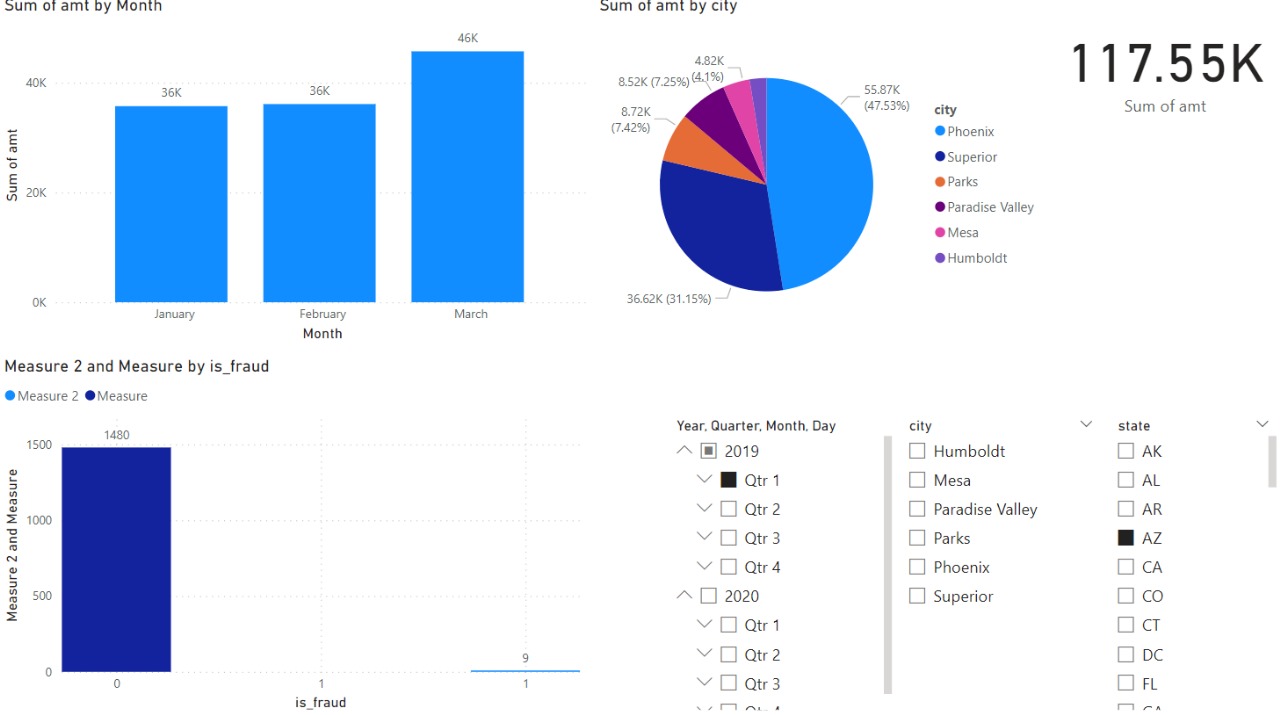 Sum of amt by Month
46K
36K
36K
40K
20K
0K
Sum of amt
January
February
March
Month
Sum of amt by city
4.82K
(4.1%)
8.52K (7.25%)
8.72K
(7.42%)
55.87K
(47.53%)
36.62K (31.15%)
city
Phoenix
Superior
Parks
Paradise Valley
Mesa
Humboldt
117.55K
Sum of amt
Measure 2 and Measure by is_fraud
Measure 2 Measure
1480
1500
1000
500
0
9
Measure 2 and Measure
0
1
1
is_fraud
Year, Quarter, Month, Day
2019
Qtr 1
Qtr 2
Qtr 3
Qtr 4
2020
Qtr 1
Qtr 2
Qtr 3
city
Humboldt
Mesa
Paradise Valley
Parks
Phoenix
Superior
state
AK
AL
AR
AZ
CA
CO
CT
DC
FL